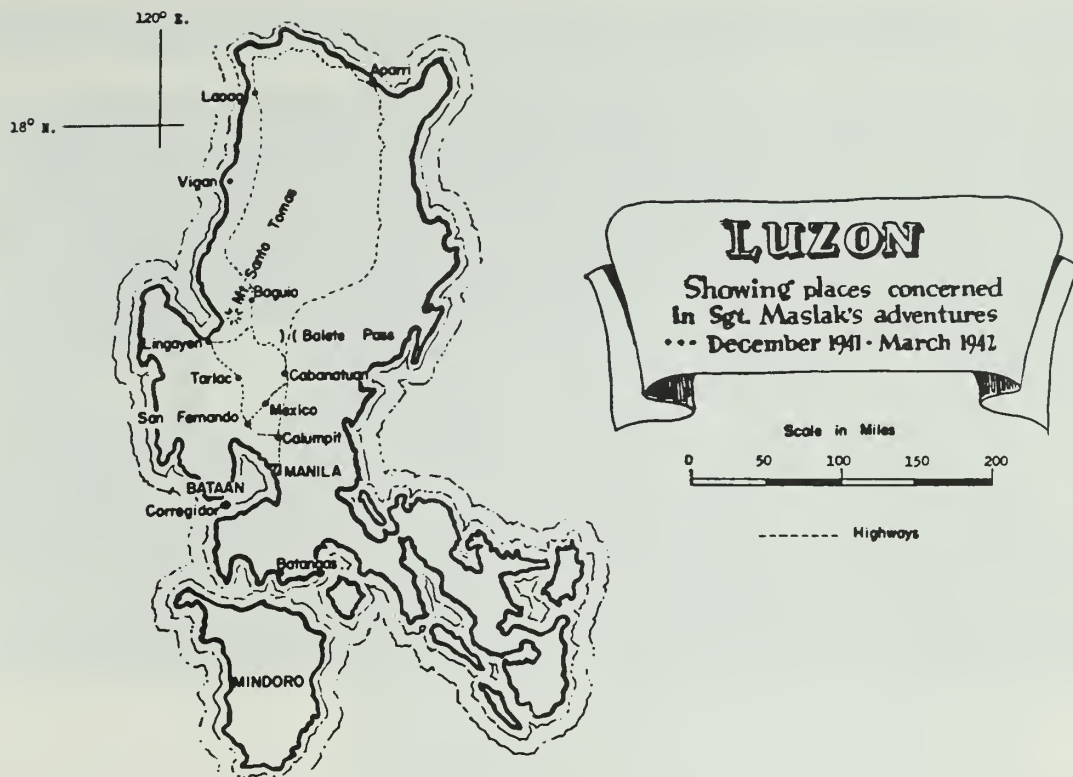 120° E.
Aparri
Laoag
18° N.
Vigan
Mt. Santo Tomas
Baguio
) ( Balete Pass
Lingayen
Tarlac
Cabanatuan
Mexico
San Fernando
Calumpit
MANILA
BATAAN
Corregidor
Batangas
MINDORO
LUZON
Showing places concerned
in Sgt. Maslak's adventures
••• December 1941 - March 1942
Scale in Miles
0 50 100 150 200
------- Highways